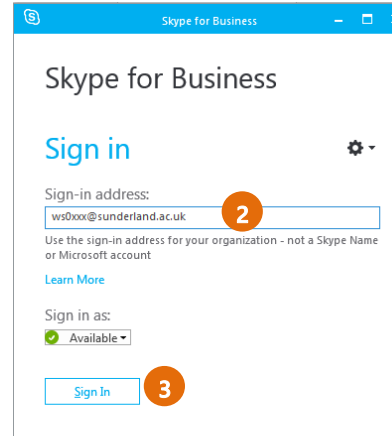 Skype for Business
Skype for Business
Sign in
Sign-in address:
ws0xxx@sunderland.ac.uk
2
Use the sign-in address for your organization - not a Skype Name
or Microsoft account
Learn More
Sign in as:
Available
Sign In
3